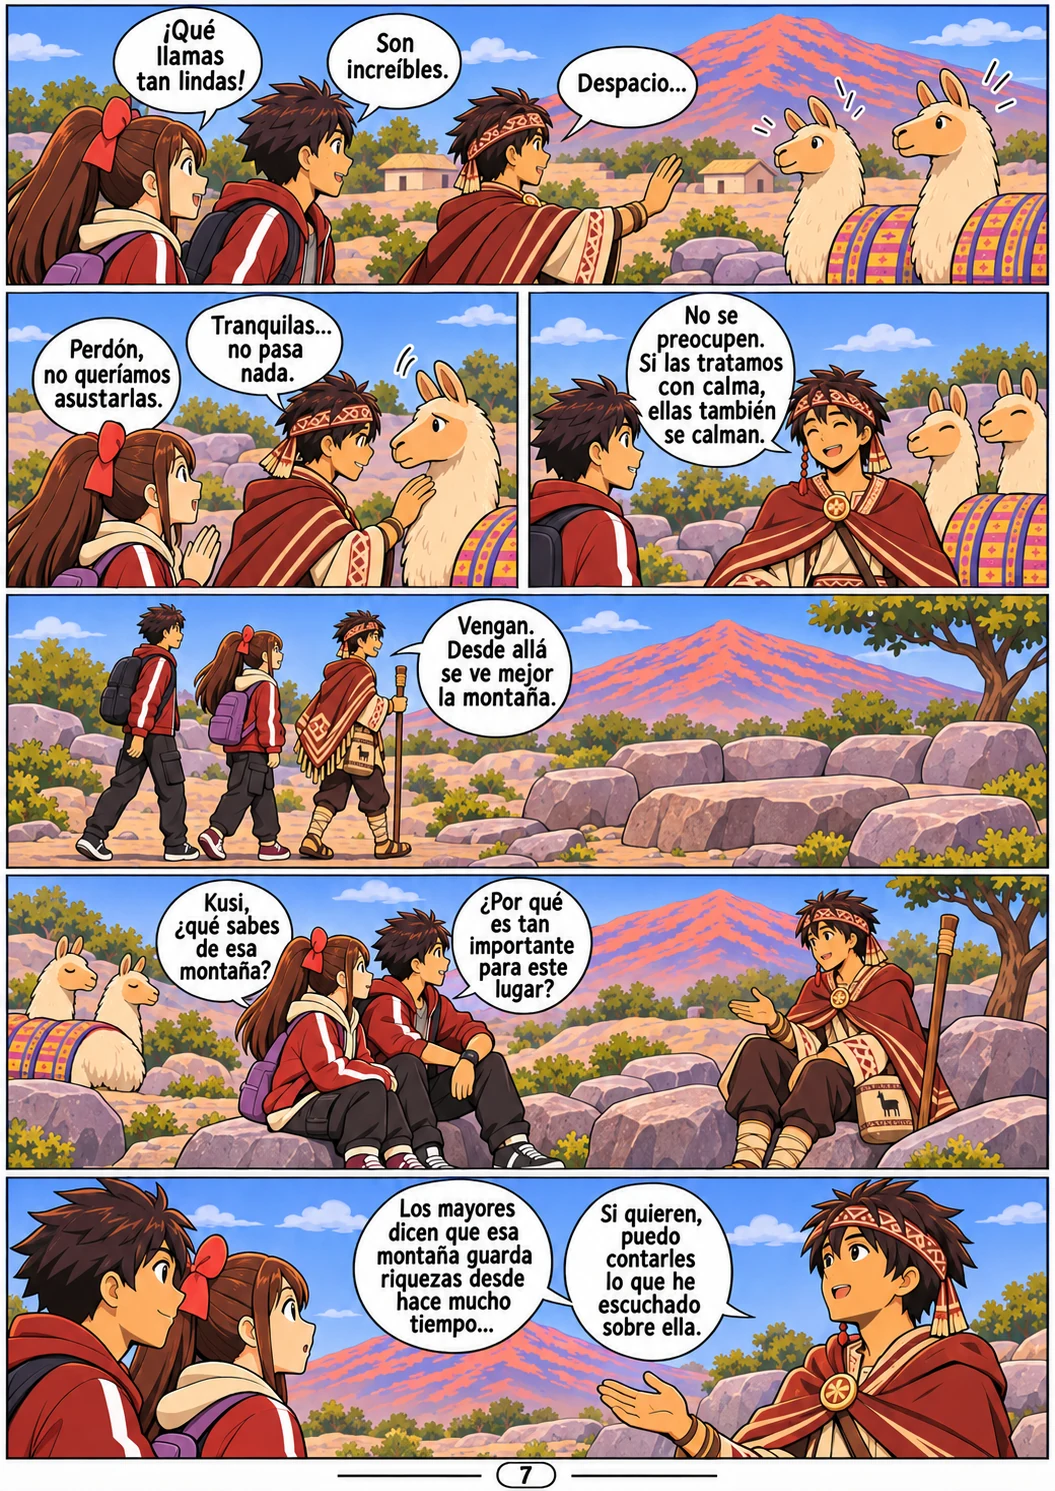 ¡Qué
llamas
tan lindas!
Son
increíbles.
Despacio...
Perdón,
no queríamos
asustarlas.
Tranquilas...
no pasa
nada.
No se
preocupen.
Si las tratamos
con calma,
ellas también
se calman.
Vengan.
Desde allá
se ve mejor
la montaña.
Kusi,
¿qué sabes
de esa
montaña?
¿Por qué
es tan
importante
para este
lugar?
Los mayores
dicen que esa
montaña guarda
riquezas desde
hace mucho
tiempo...
Si quieren,
puedo
contarles
lo que he
escuchado
sobre ella.
7